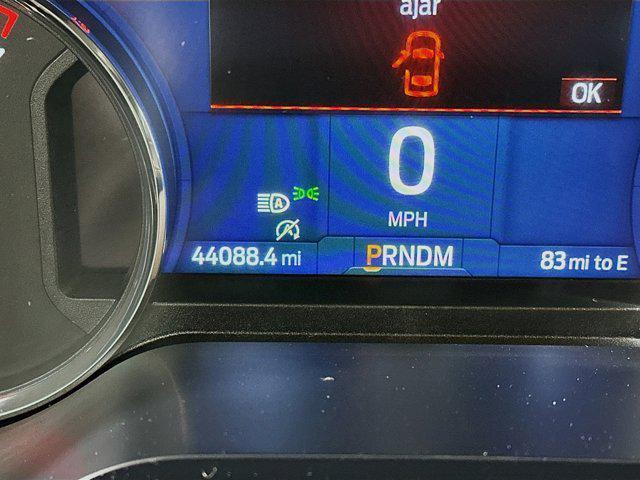 ajar
OK
0
MPH
A
44088.4 mi
PRNDM
83 mi to E